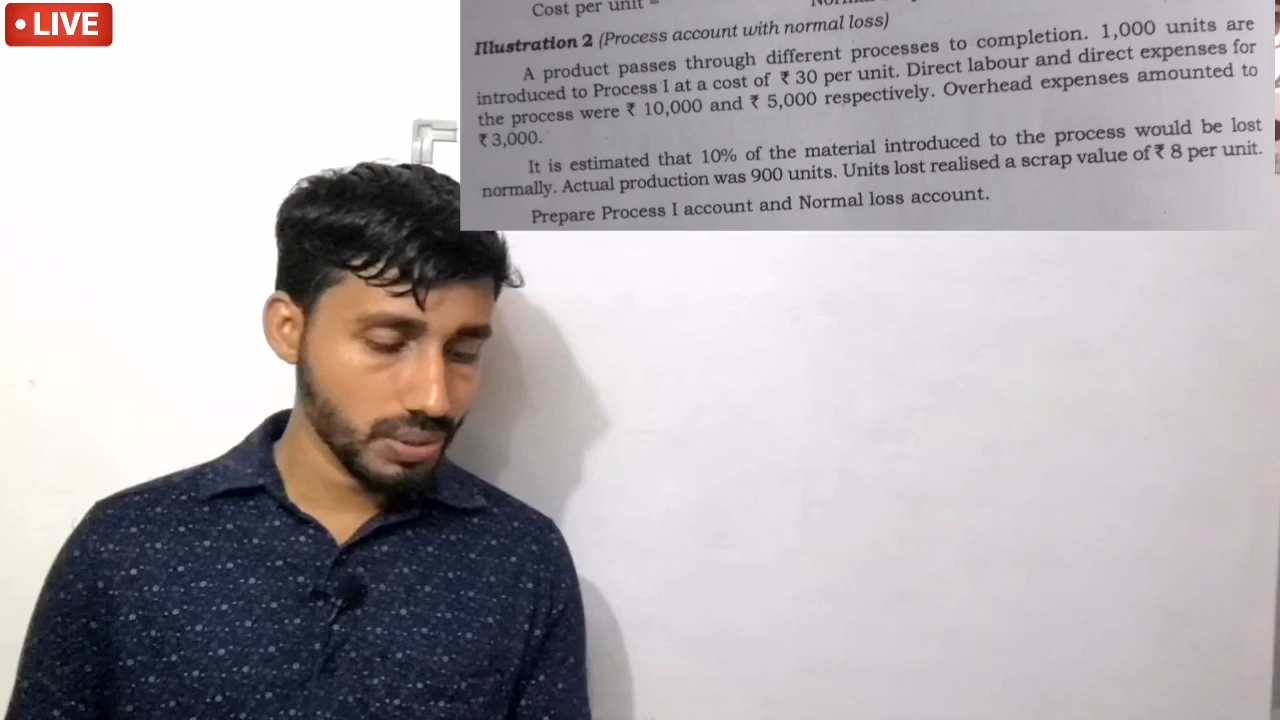 • LIVE
Cost per unit =
Illustration 2 (Process account with normal loss)
A product passes through different processes to completion. 1,000 units are
introduced to Process I at a cost of ₹ 30 per unit. Direct labour and direct expenses for
the process were ₹ 10,000 and ₹ 5,000 respectively. Overhead expenses amounted to
₹ 3,000.
It is estimated that 10% of the material introduced to the process would be lost
normally. Actual production was 900 units. Units lost realised a scrap value of ₹ 8 per unit.
Prepare Process I account and Normal loss account.